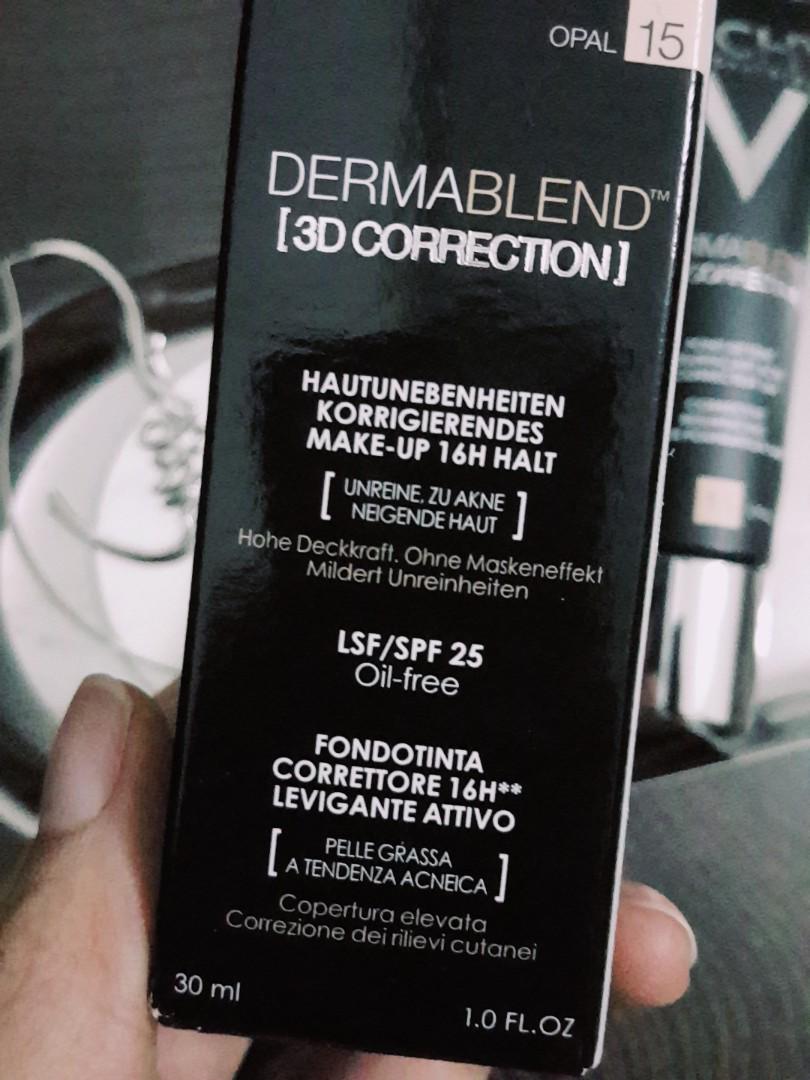 OPAL 15
DERMABLEND™
[3D CORRECTION]
HAUTUNEBENHEITEN
KORRIGIERENDES
MAKE-UP 16H HALT
[UNREINE, ZU AKNE
NEIGENDE HAUT]
Hohe Deckkraft. Ohne Maskeneffekt
Mildert Unreinheiten
LSF/SPF 25
Oil-free
FONDOTINTA
CORRETTORE 16H**
LEVIGANTE ATTIVO
[PELLE GRASSA
A TENDENZA ACNEICA]
Copertura elevata
Correzione dei rilievi cutanei
30 ml
1.0 FL.OZ